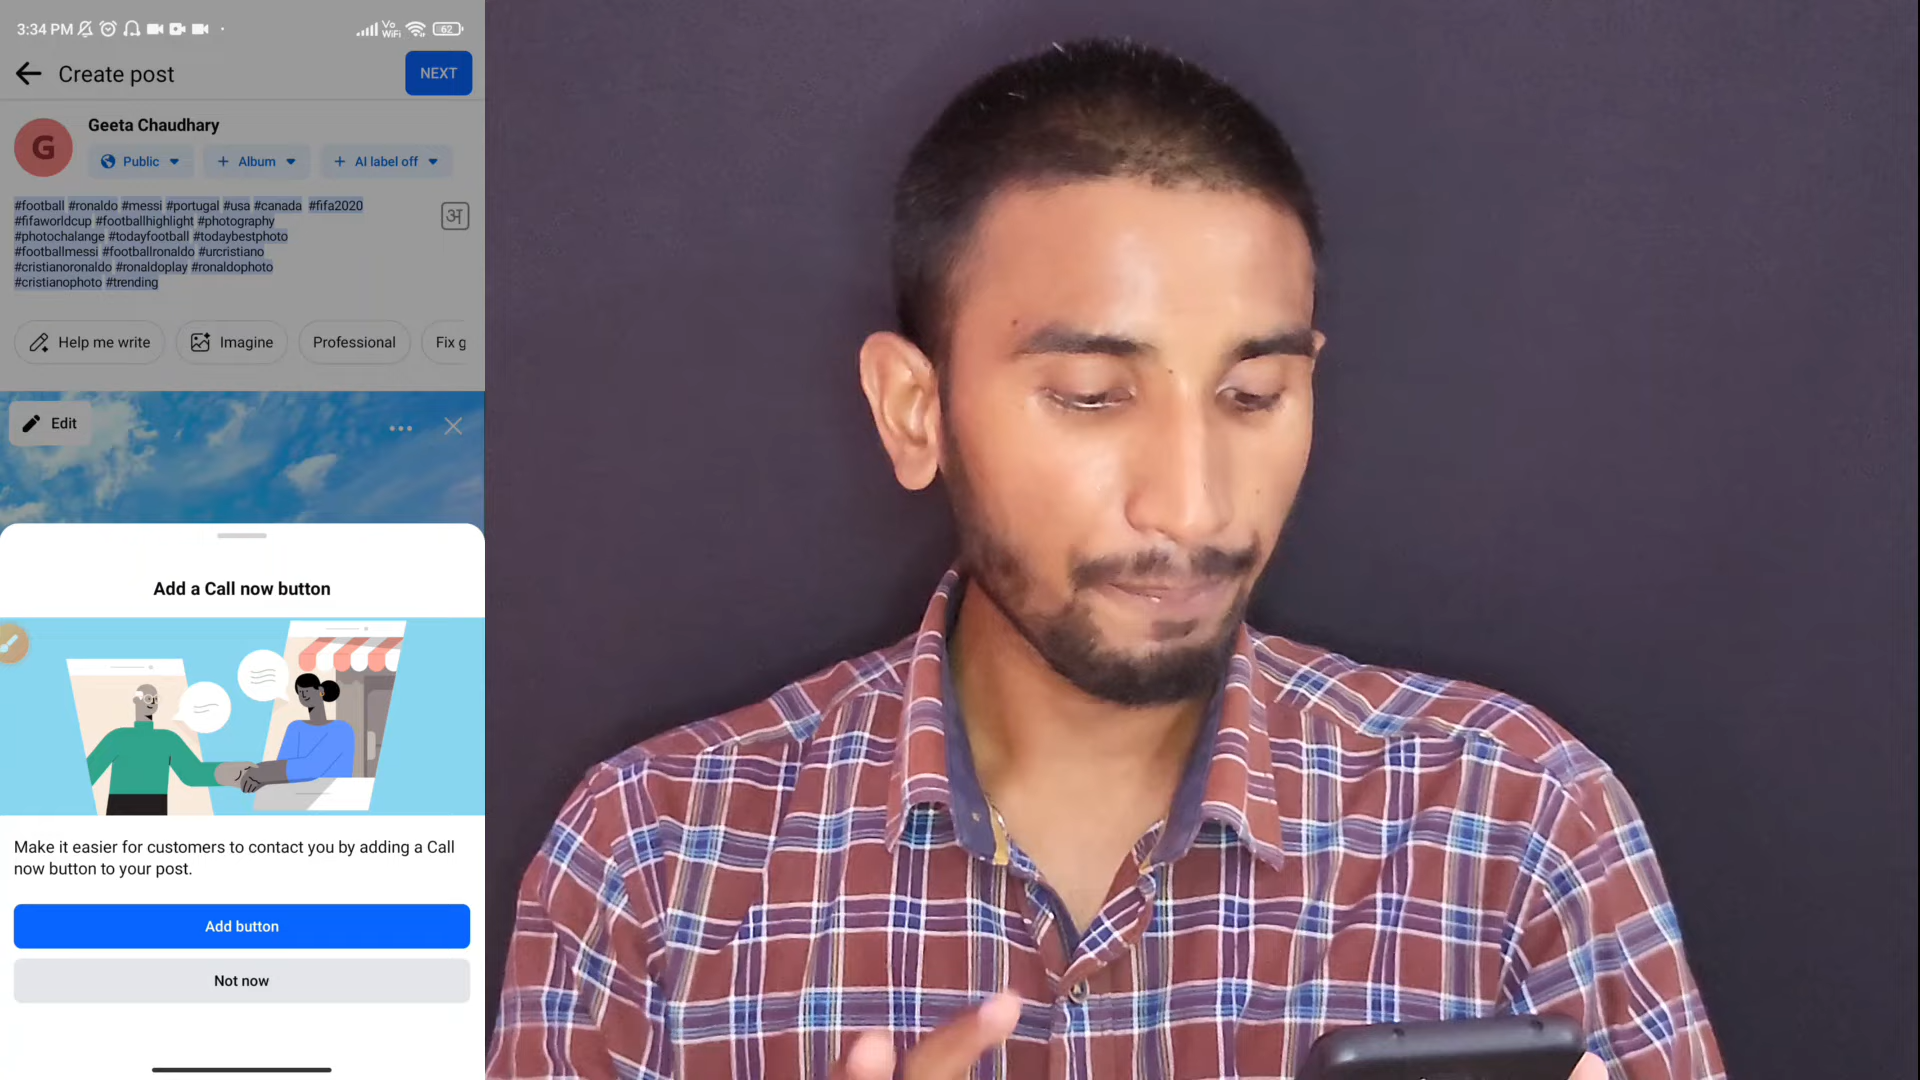 3:34 PM
Vo
WiFi
62
Create post
NEXT
G
Geeta Chaudhary
Public
+ Album
+ AI label off
#football #ronaldo #messi #portugal #usa #canada #fifa2020
#fifaworldcup #footballhighlight #photography
#photochalange #todayfootball #todaybestphoto
#footballmessi #footballronaldo #urcristiano
#cristianoronaldo #ronaldoplay #ronaldophoto
#cristianophoto #trending
अ
Help me write
Imagine
Professional
Fix g
Edit
Add a Call now button
Make it easier for customers to contact you by adding a Call
now button to your post.
Add button
Not now